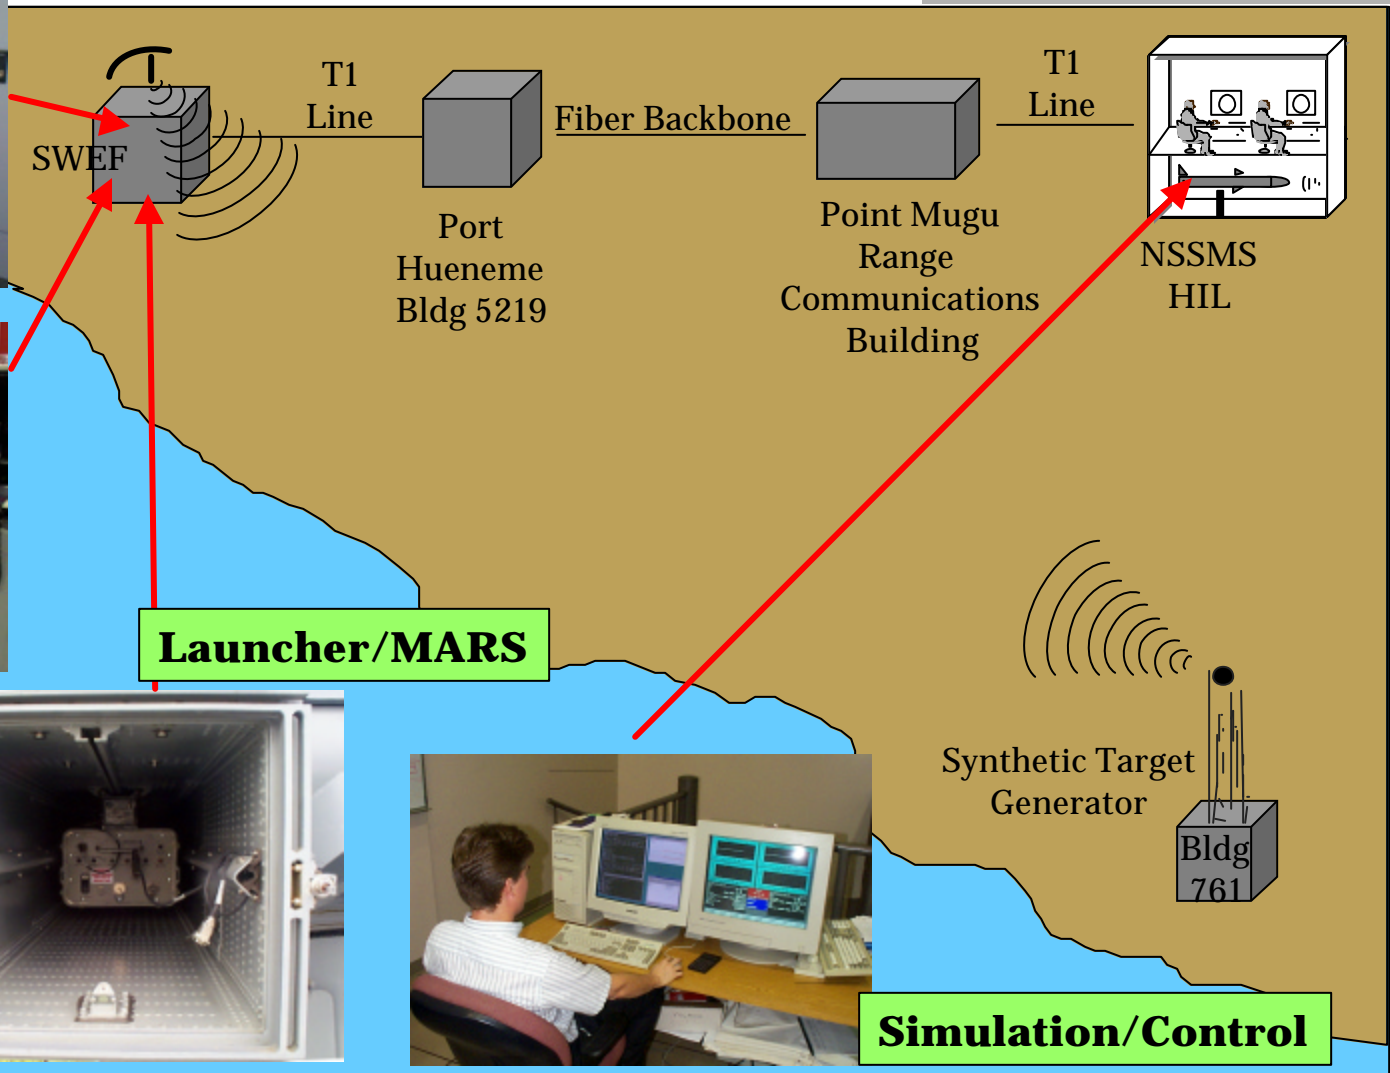 T1
Line
T1
Line
Fiber Backbone
SWEF
Port
Hueneme
Bldg 5219
Point Mugu
Range
Communications
Building
NSSMS
HIL
Launcher/MARS
Synthetic Target
Generator
Bldg
761
Simulation/Control